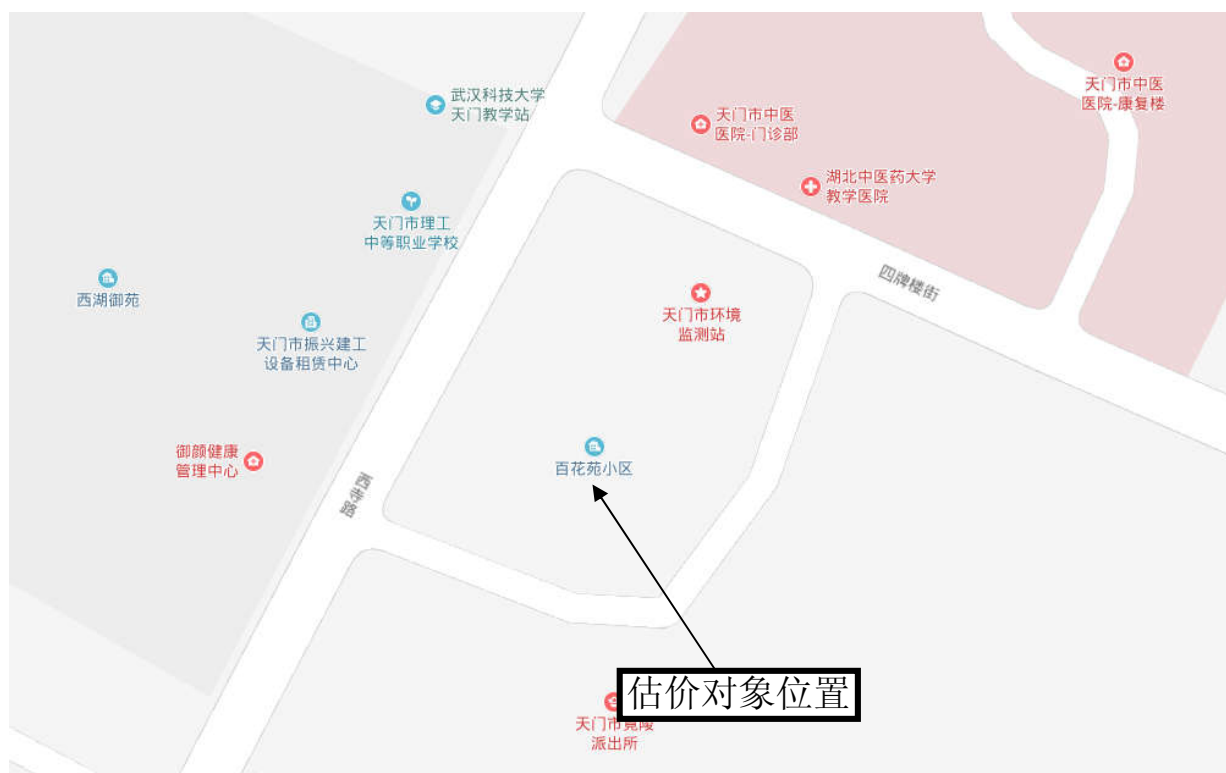 武汉科技大学
天门教学站
天门市中医
医院-门诊部
天门市中医
医院-康复楼
湖北中医药大学
教学医院
天门市理工
中等职业学校
四牌楼街
西湖御苑
天门市环境
监测站
天门市振兴建工
设备租赁中心
御颜健康
管理中心
百花苑小区
西寺路
估价对象位置
天门市竟陵
派出所